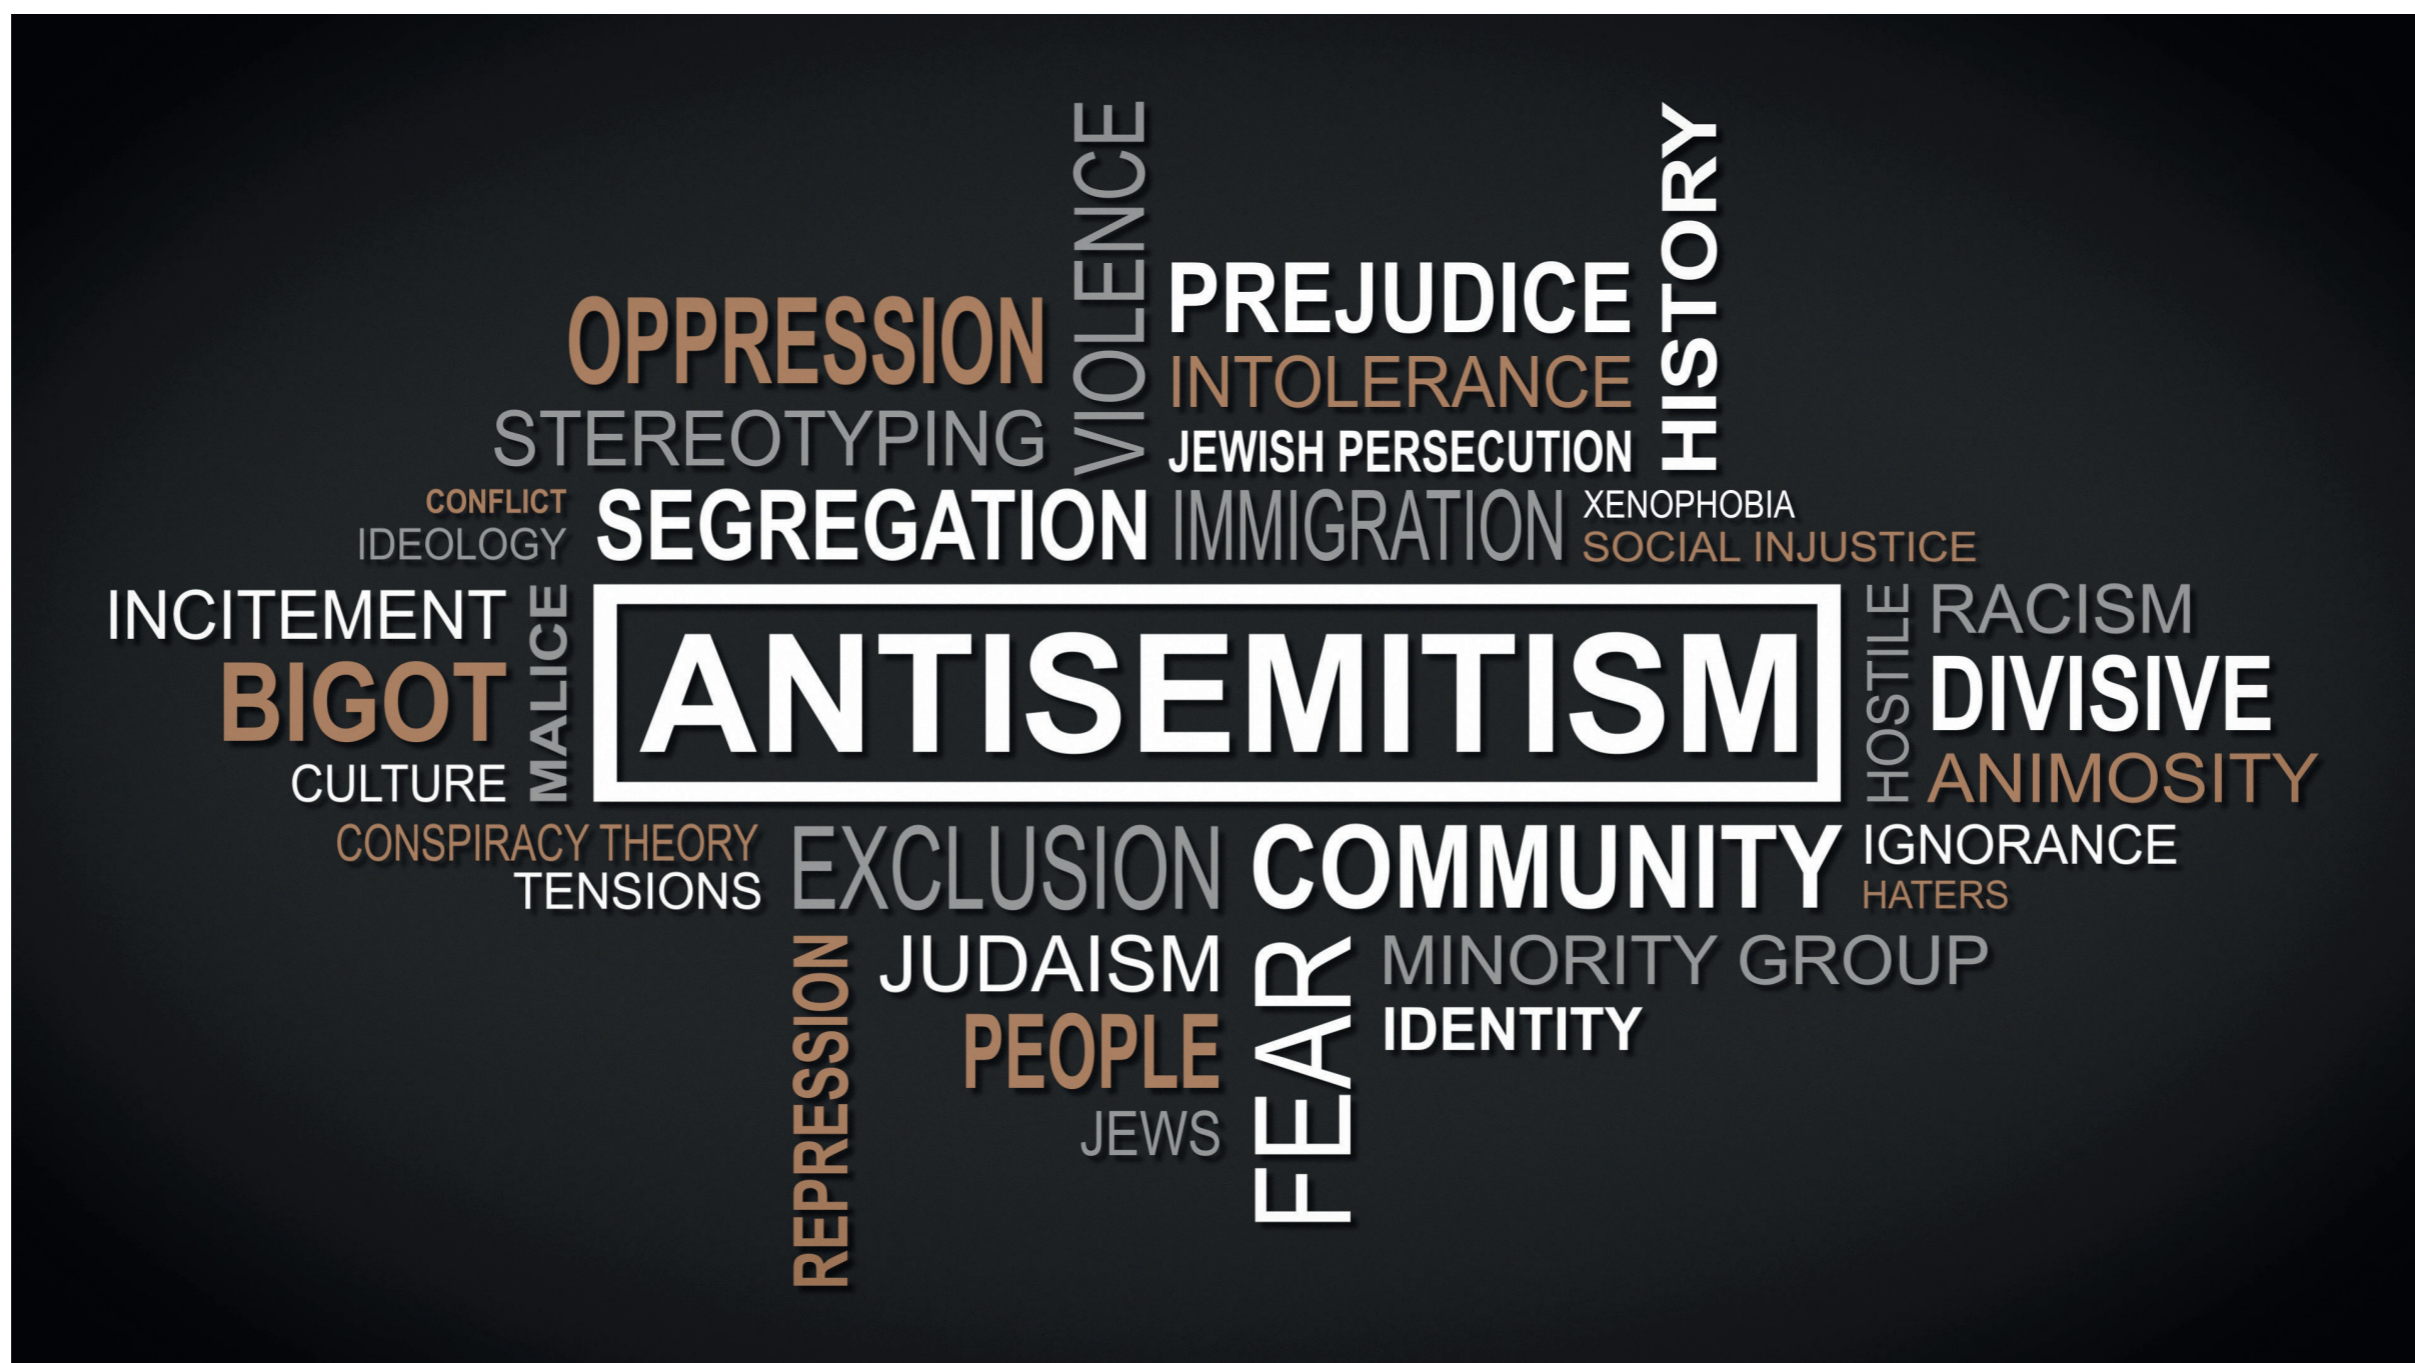 VIOLENCE
HISTORY
PREJUDICE
OPPRESSION
INTOLERANCE
STEREOTYPING
JEWISH PERSECUTION
CONFLICT
IDEOLOGY
SEGREGATION
IMMIGRATION
XENOPHOBIA
SOCIAL INJUSTICE
INCITEMENT
BIGOT
CULTURE
MALICE
ANTISEMITISM
HOSTILE
RACISM
DIVISIVE
ANIMOSITY
CONSPIRACY THEORY
TENSIONS
EXCLUSION
COMMUNITY
IGNORANCE
HATERS
REPRESSION
JUDAISM
PEOPLE
JEWS
FEAR
MINORITY GROUP
IDENTITY